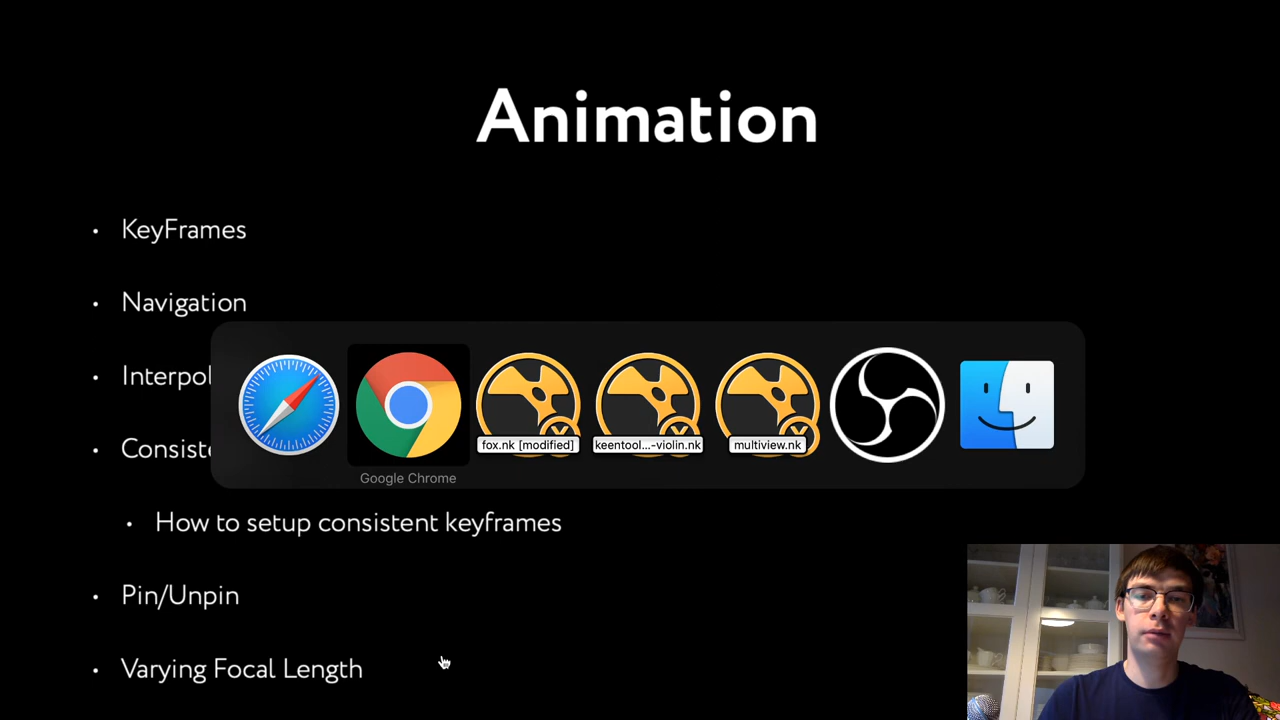 Animation
• KeyFrames
• Navigation
• Interpol
• Consiste
fox.nk [modified]
keentool...-violin.nk
multiview.nk
Google Chrome
• How to setup consistent keyframes
• Pin/Unpin
• Varying Focal Length